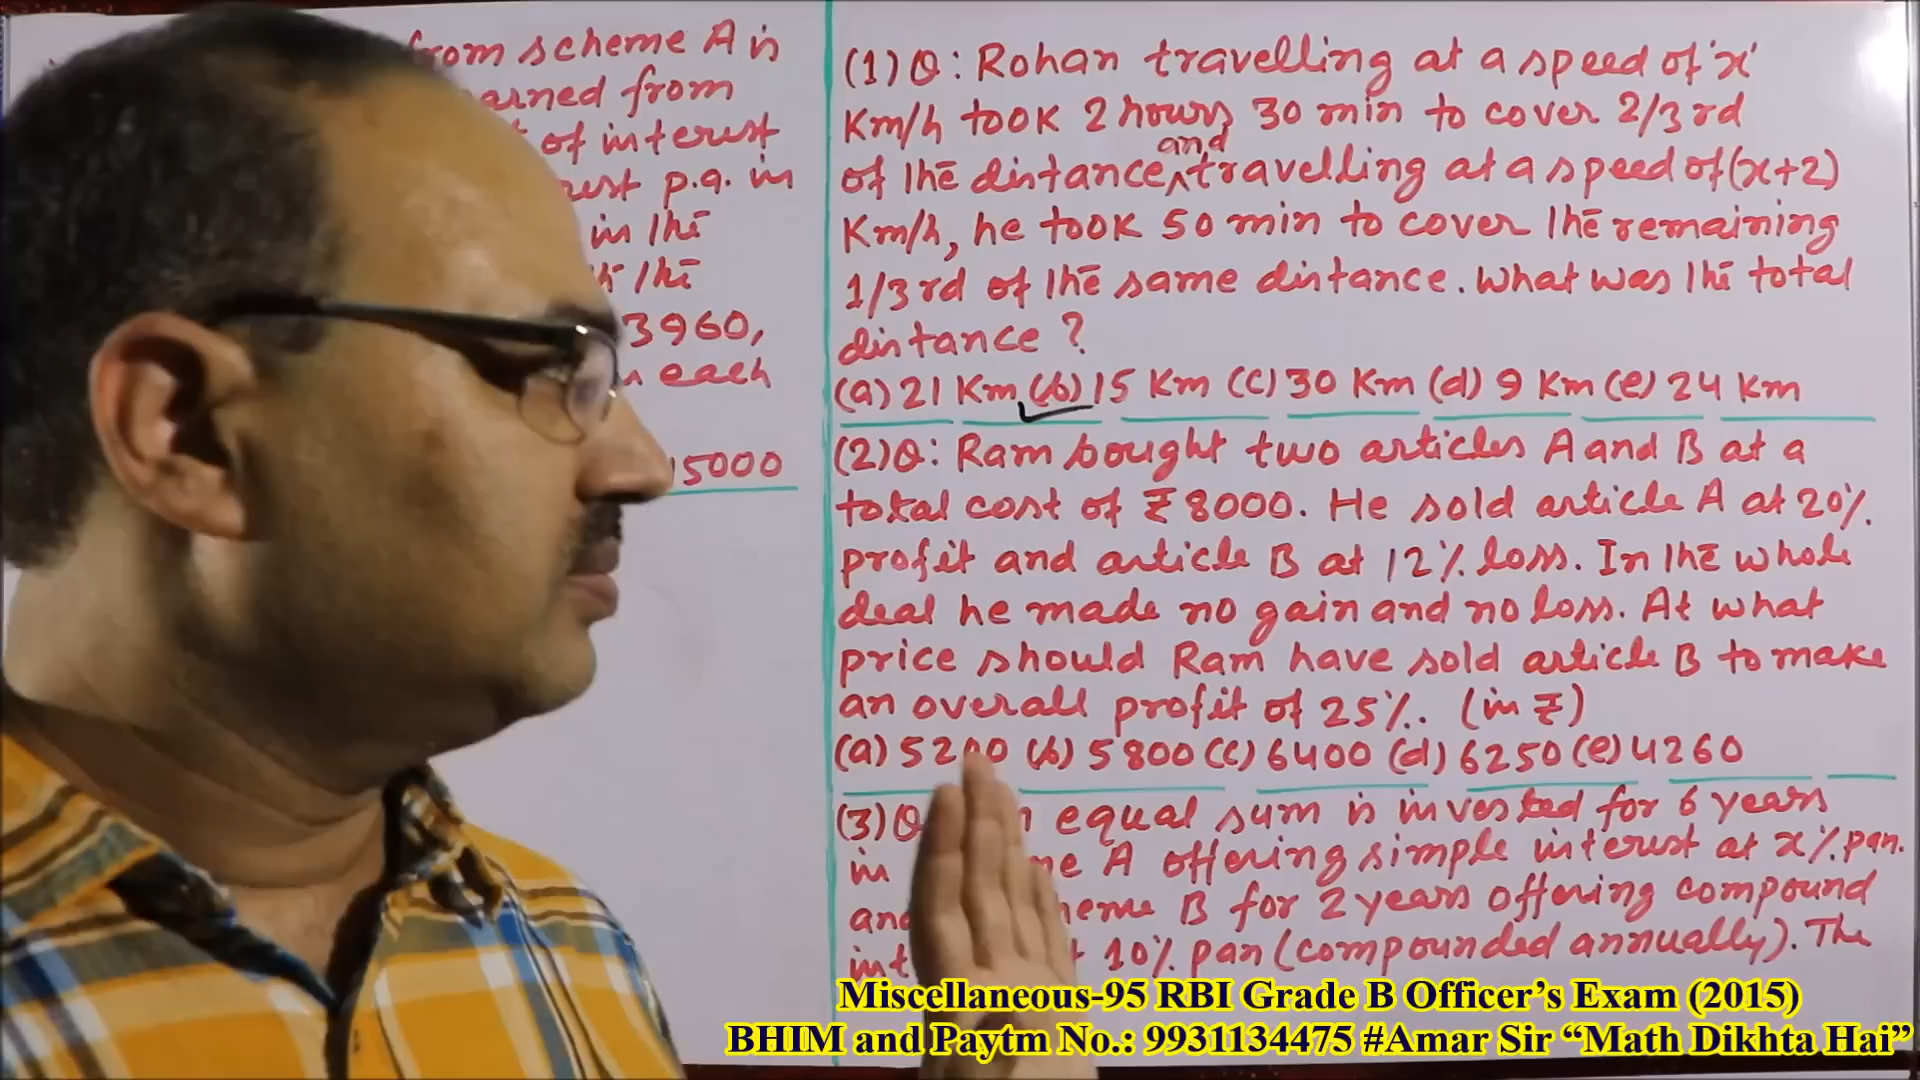 from scheme A is
earned from
of interest
p.a. in
in the
the
3960,
each
15000
(1) Q: Rohan travelling at a speed of 'x'
Km/h took 2 hours 30 min to cover 2/3 rd
and
of the distance ^ travelling at a speed of (x+2)
Km/h, he took 50 min to cover the remaining
1/3 rd of the same distance. What was the total
distance ?
(a) 21 Km (b) 15 Km (c) 30 Km (d) 9 Km (e) 24 Km
(2) Q: Ram bought two articles A and B at a
total cost of ₹ 8000. He sold article A at 20%
profit and article B at 12% loss. In the whole
deal he made no gain and no loss. At what
price should Ram have sold article B to make
an overall profit of 25%. (in ₹)
(a) 5200 (b) 5800 (c) 6400 (d) 6250 (e) 4260
(3) Q equal sum is invested for 6 years
in A offering simple interest at x% pan.
and B for 2 years offering compound
10% pan (compounded annually). The
Miscellaneous-95 RBI Grade B Officer's Exam (2015)
BHIM and Paytm No.: 9931134475 #Amar Sir “Math Dikhta Hai”